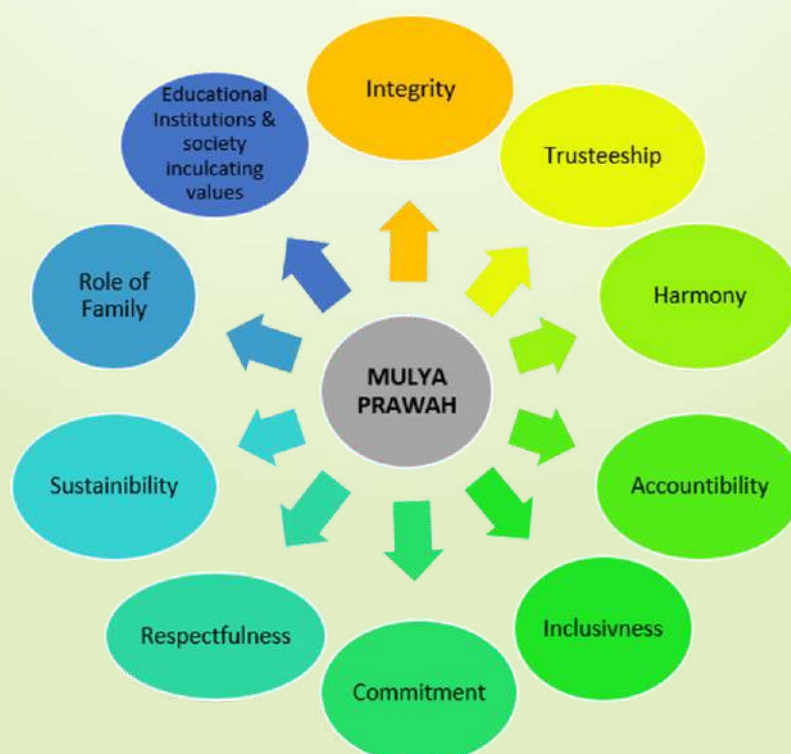 Integrity
Trusteeship
Harmony
Accountibility
Inclusivness
Commitment
Respectfulness
Sustainibility
Role of
Family
Educational
Institutions &
society
inculcating
values
MULYA
PRAWAH